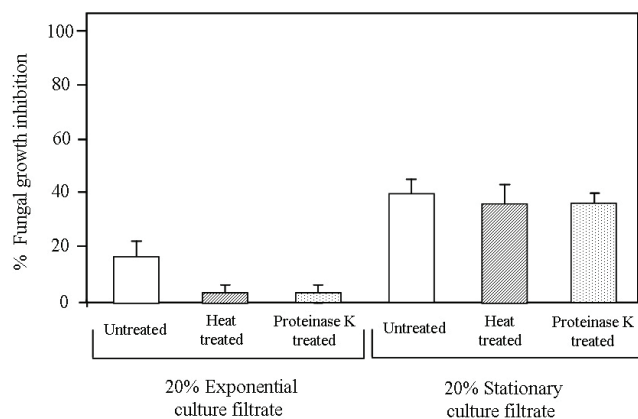 % Fungal growth inhibition
100
80
60
40
20
0
Untreated
Heat
treated
Proteinase K
treated
Untreated
Heat
treated
Proteinase K
treated
20% Exponential
culture filtrate
20% Stationary
culture filtrate